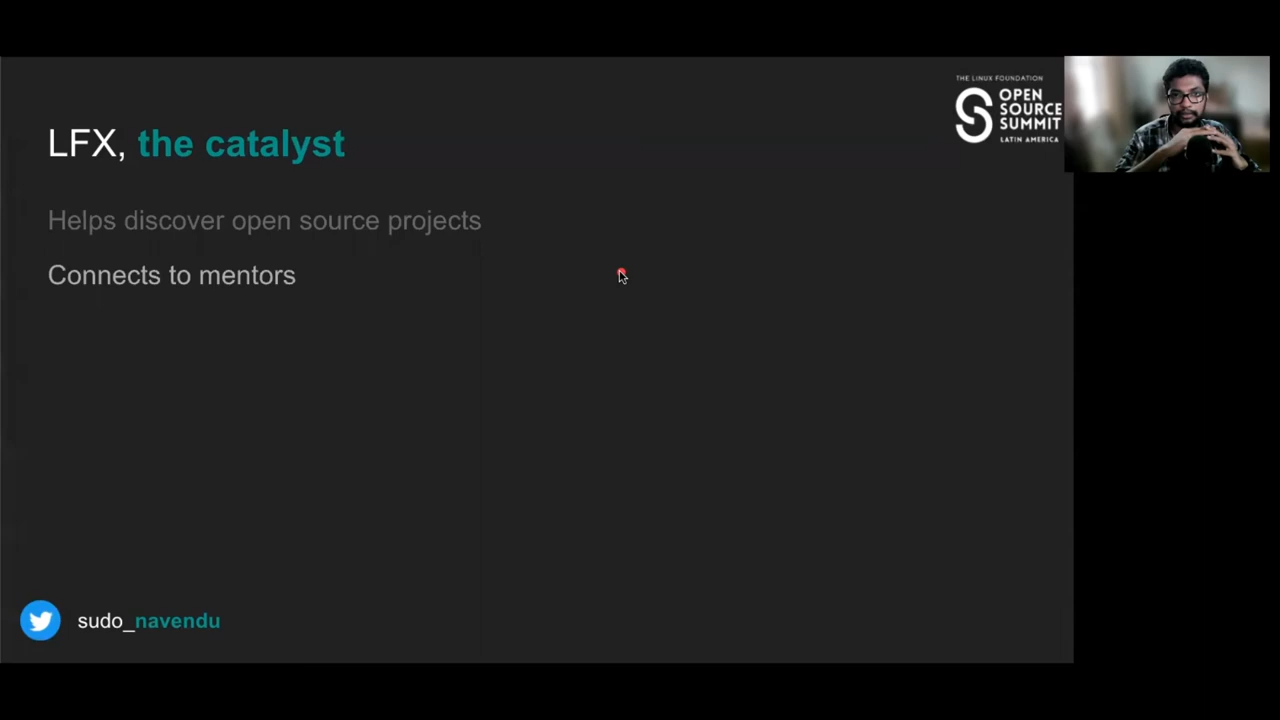 THE LINUX FOUNDATION
OPEN
SOURCE
SUMMIT
LATIN AMERICA
LFX, the catalyst
Helps discover open source projects
Connects to mentors
sudo_navendu